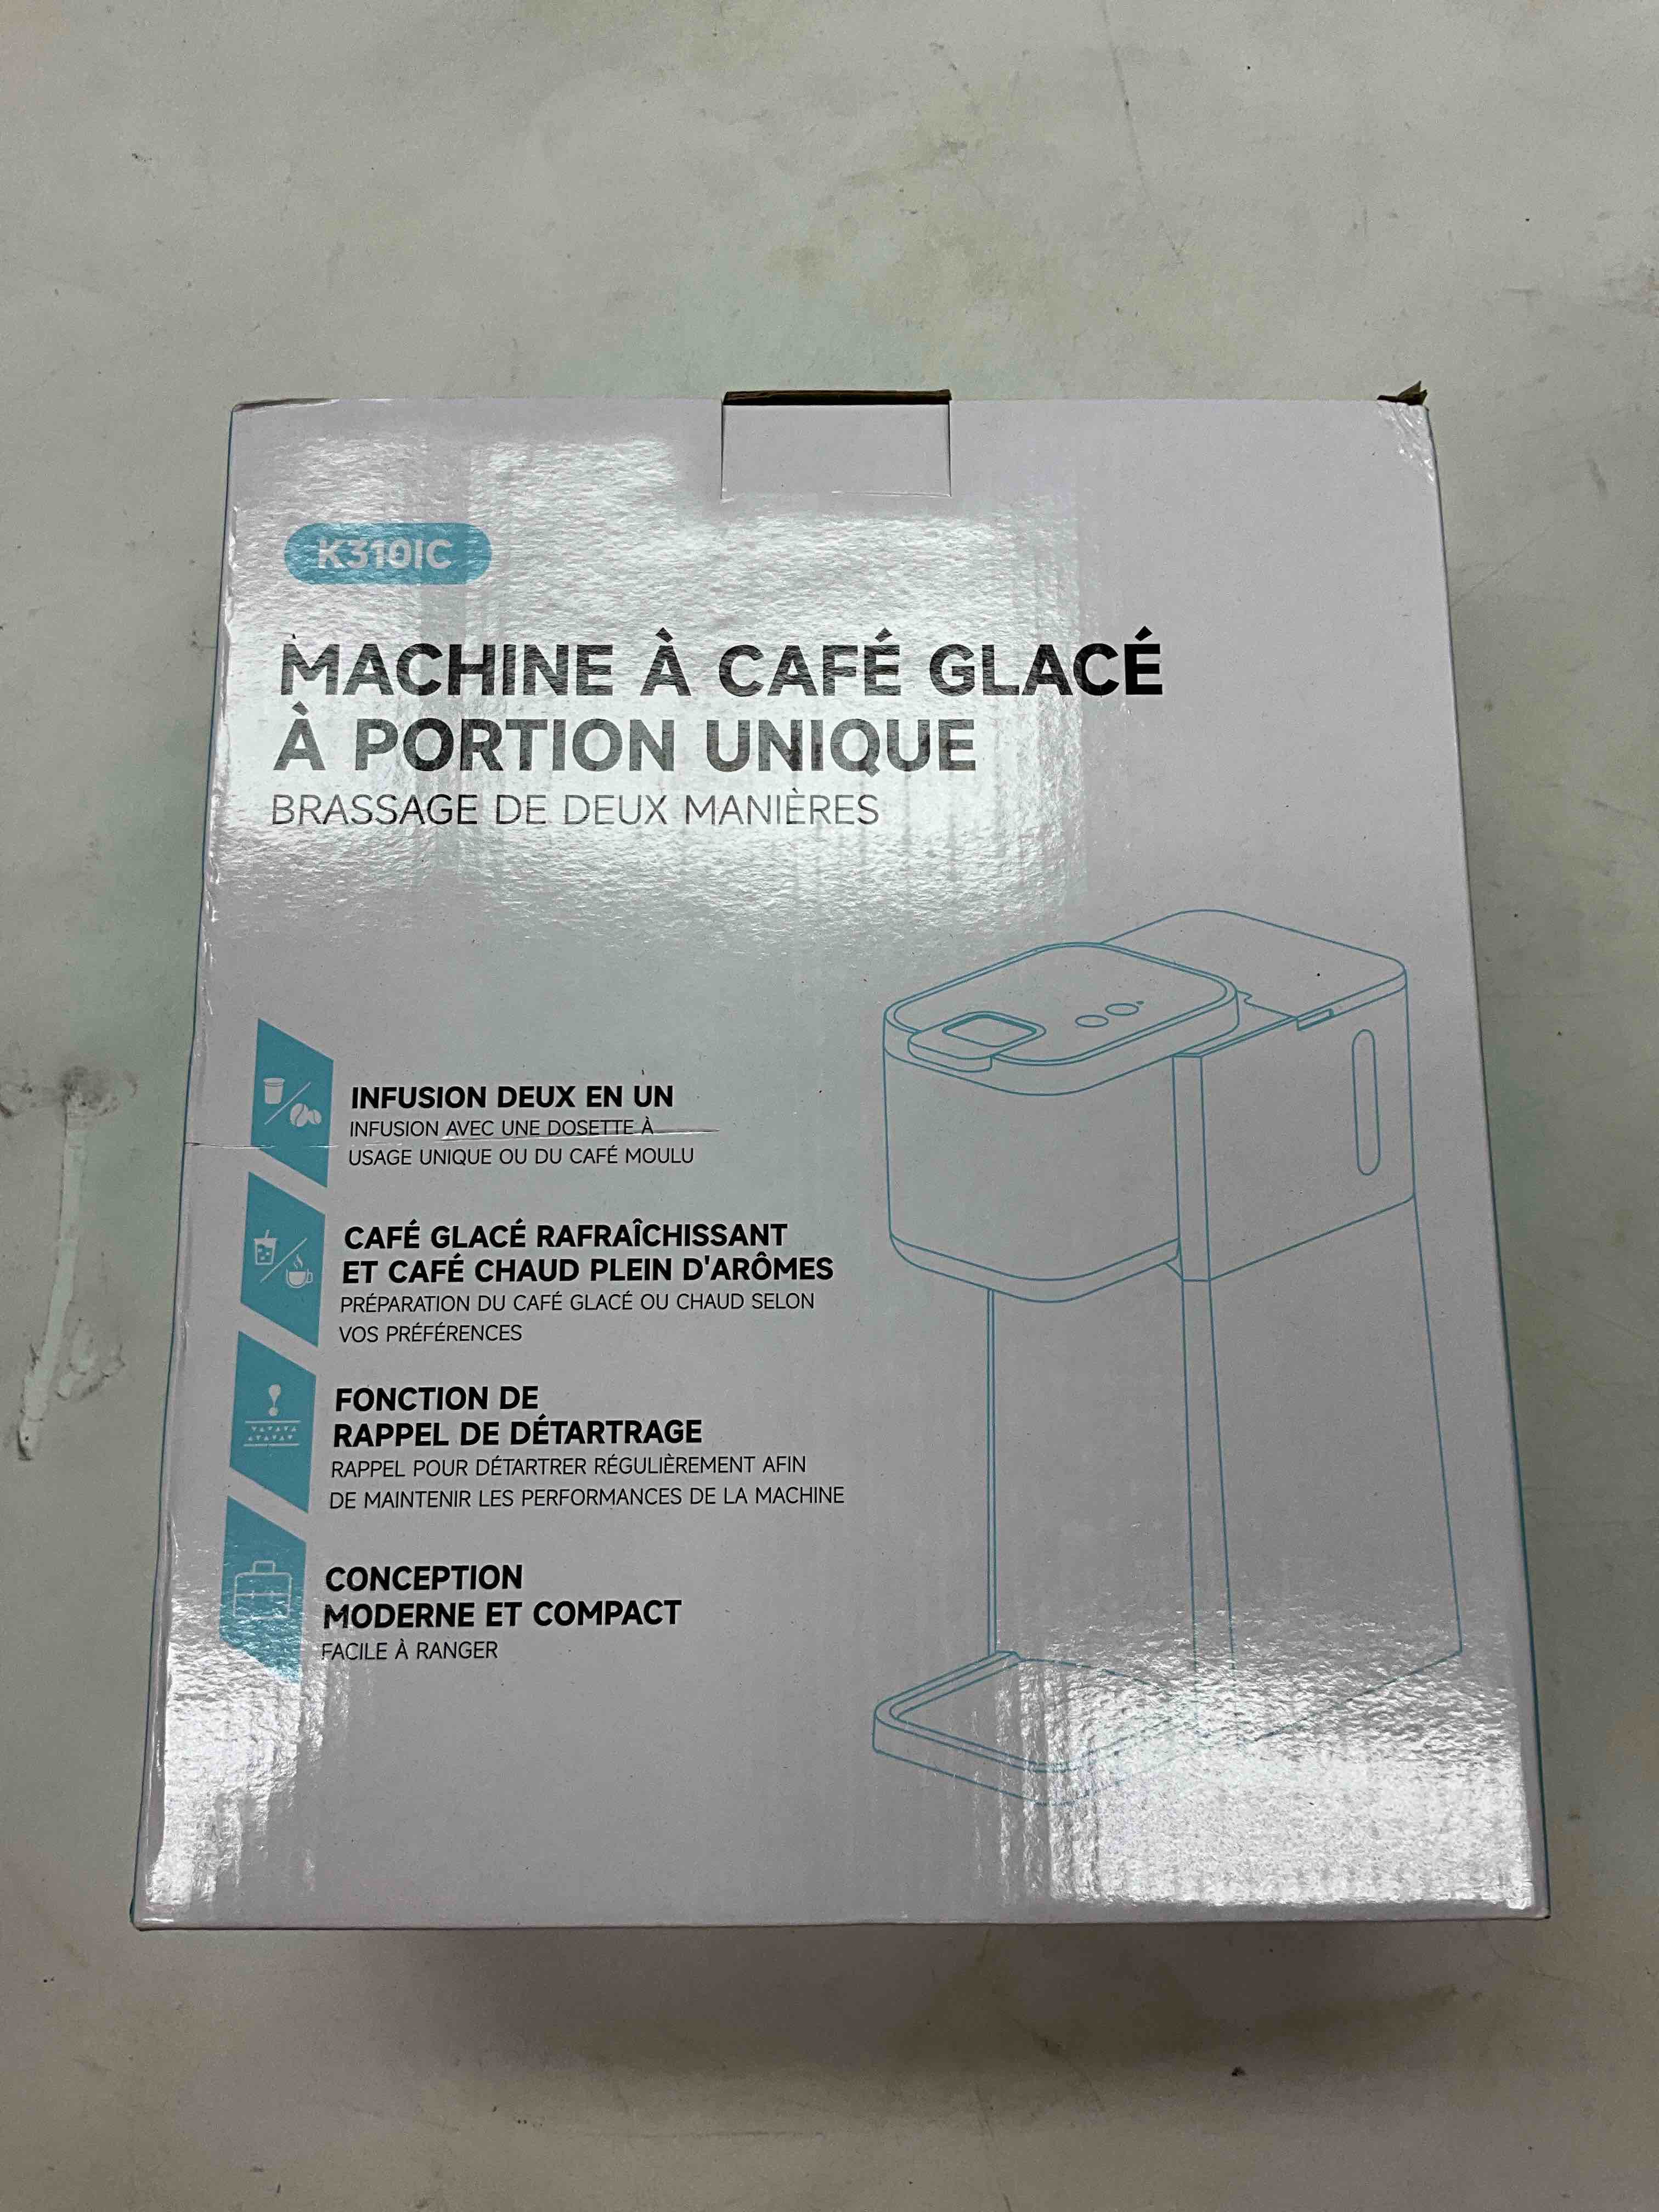 K310IC
MACHINE À CAFÉ GLACÉ
À PORTION UNIQUE
BRASSAGE DE DEUX MANIÈRES
INFUSION DEUX EN UN
INFUSION AVEC UNE DOSETTE À
USAGE UNIQUE OU DU CAFÉ MOULU
CAFÉ GLACÉ RAFRAÎCHISSANT
ET CAFÉ CHAUD PLEIN D'ARÔMES
PRÉPARATION DU CAFÉ GLACÉ OU CHAUD SELON
VOS PRÉFÉRENCES
FONCTION DE
RAPPEL DE DÉTARTRAGE
RAPPEL POUR DÉTARTRER RÉGULIÈREMENT AFIN
DE MAINTENIR LES PERFORMANCES DE LA MACHINE
CONCEPTION
MODERNE ET COMPACT
FACILE À RANGER